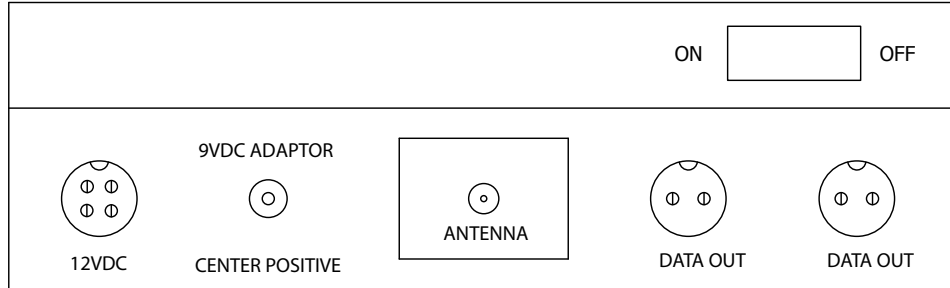 ON
OFF
9VDC ADAPTOR
ANTENNA
12VDC
CENTER POSITIVE
DATA OUT
DATA OUT